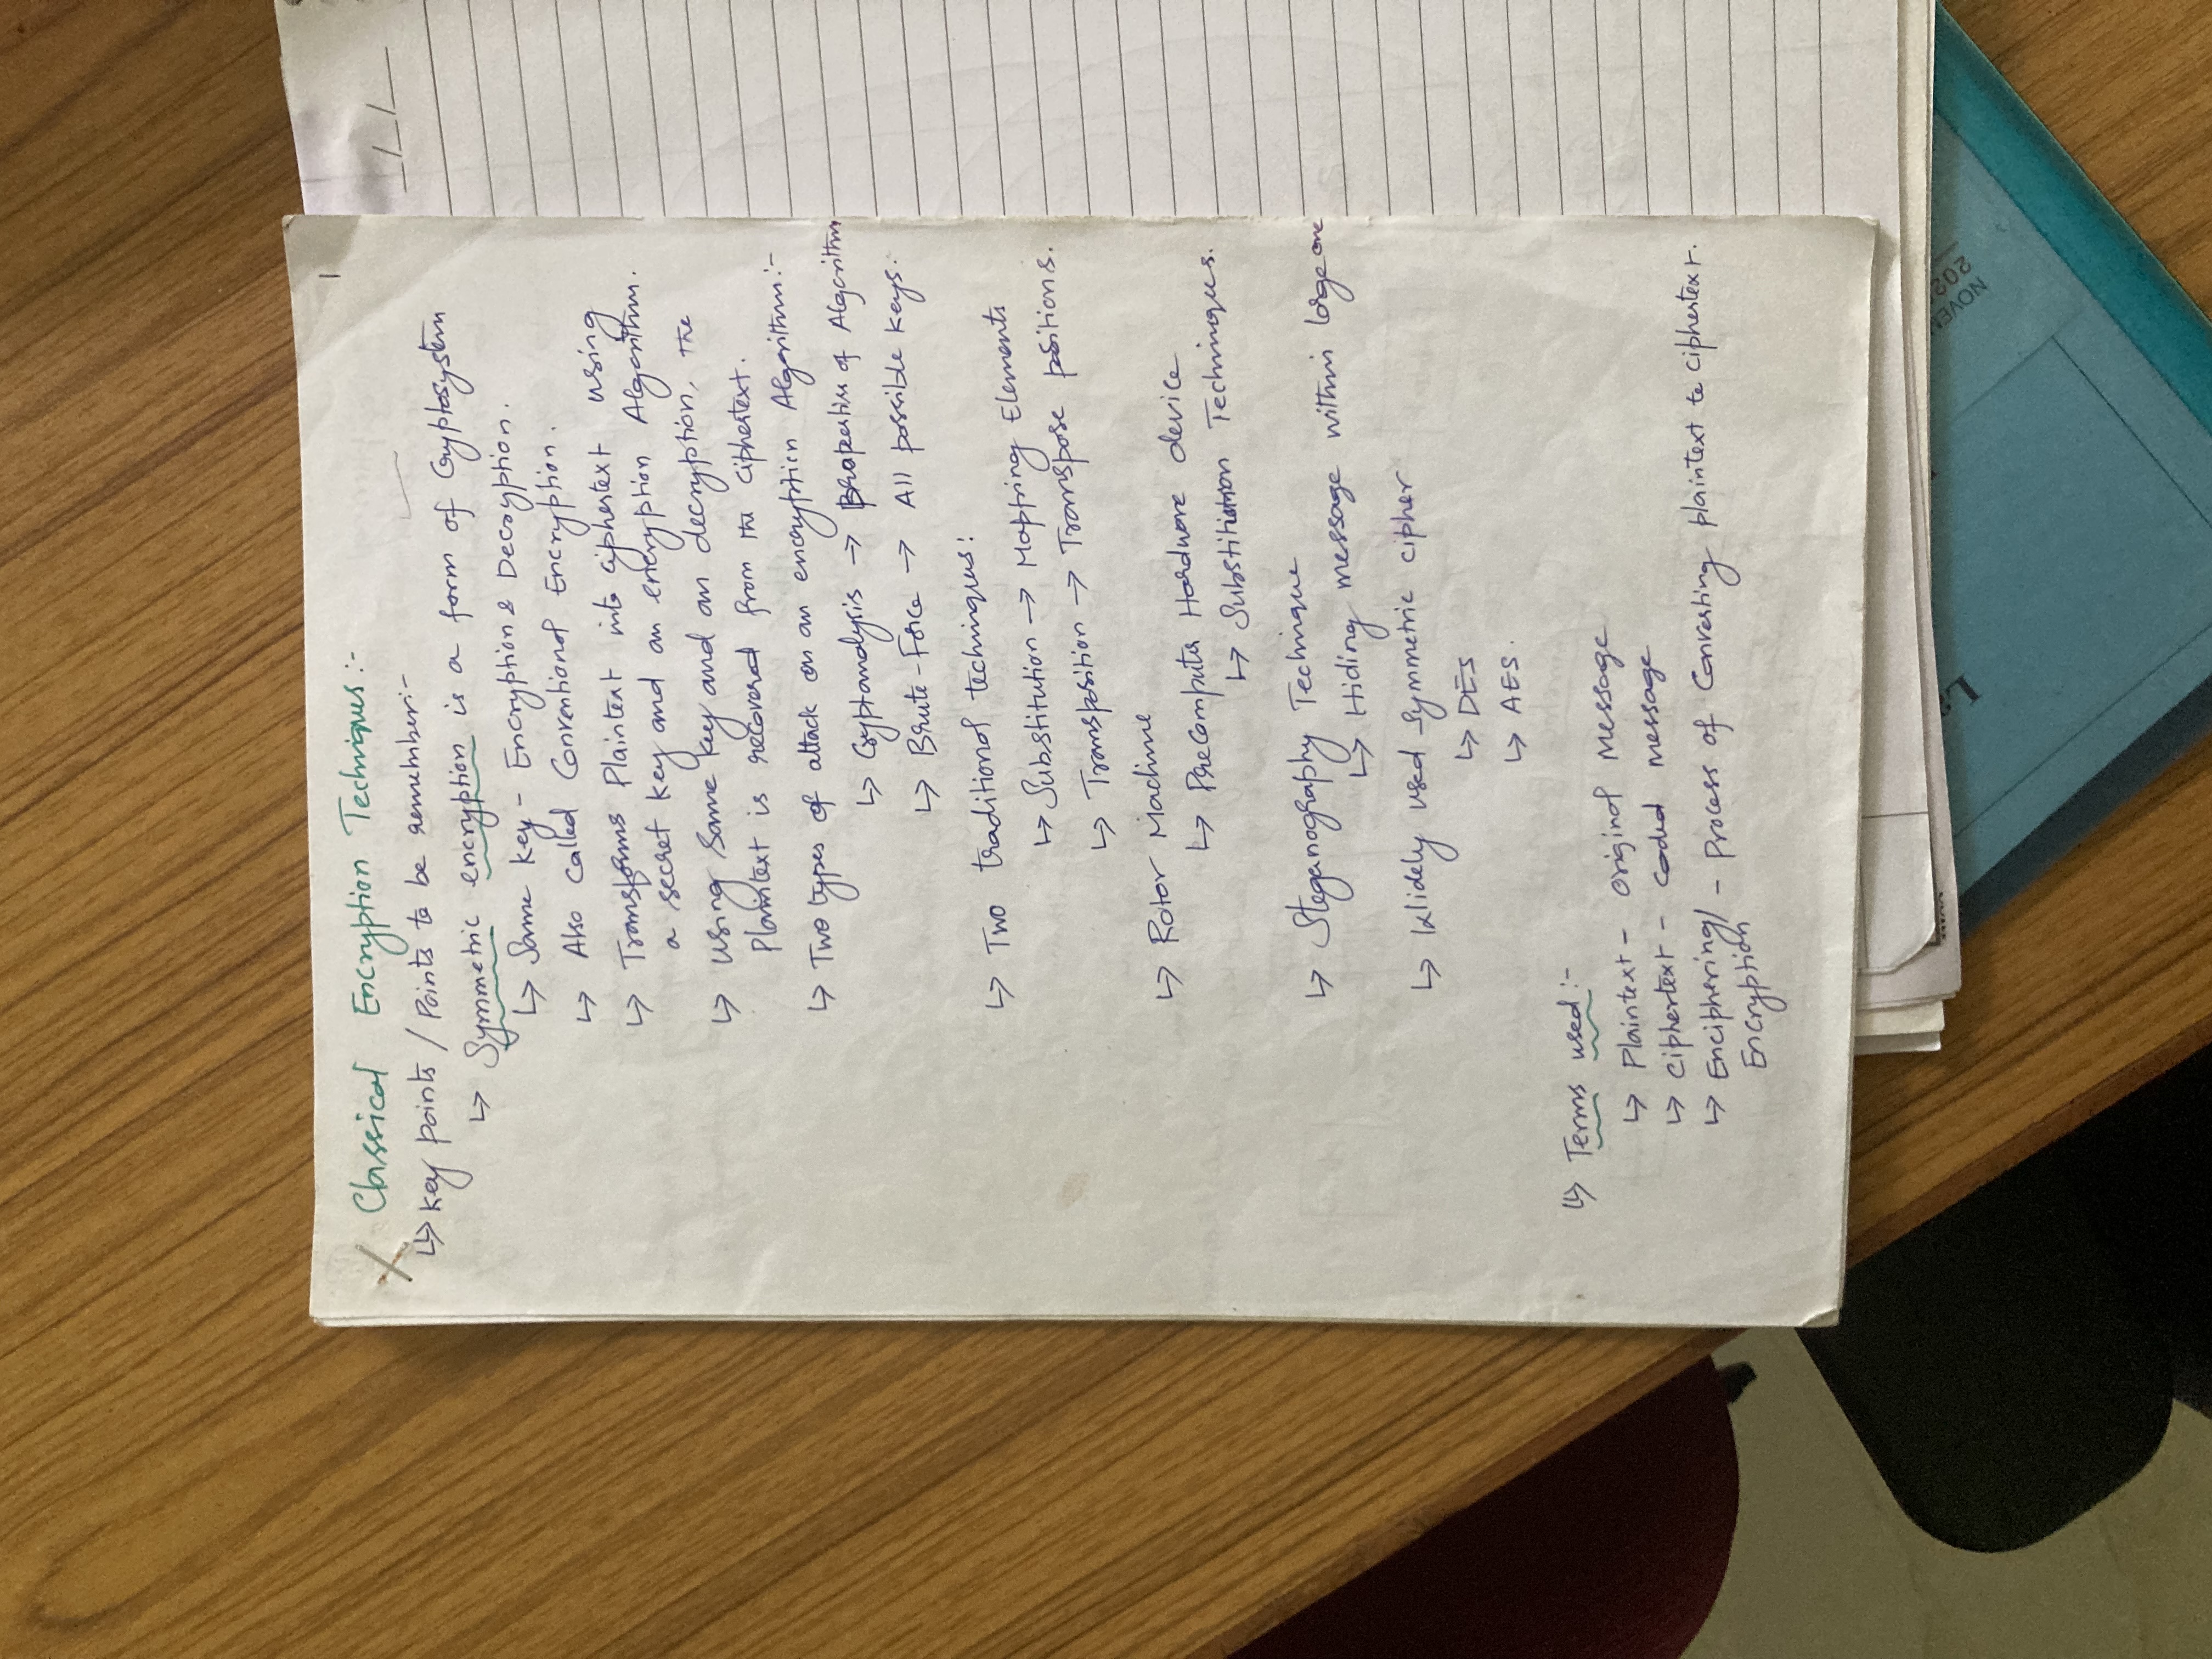 1
Classical Encryption Techniques:-
↳ Key points / Points to be remember:-
↳ Symmetric encryption is a form of Cryptosystem
↳ Same key - Encryption & Decryption.
↳ Also called Conventional Encryption.
↳ Transforms Plaintext into ciphertext using
a secret key and an encryption Algorithm.
↳ using same key and an decryption, the
Plaintext is recovered from the ciphertext.
↳ Two types of attack on an encryption Algorithm:-
↳ Cryptanalysis → Properties of Algorithm
↳ Brute-Force → All possible keys.
↳ Two traditional techniques:
↳ Substitution → Mapping Elements
↳ Transposition → Transpose positions.
↳ Rotor Machine
↳ Precomputer Hardware device
↳ Substitution Techniques.
↳ Steganography Technique
↳ Hiding message within large one
↳ Widely used Symmetric cipher
↳ DES
↳ AES.
↳ Terms used:-
↳ Plaintext - Original Message
↳ Ciphertext - Coded message
↳ Enciphering/ - Process of Converting plaintext to ciphertext.
Encryption
NOVEM
202